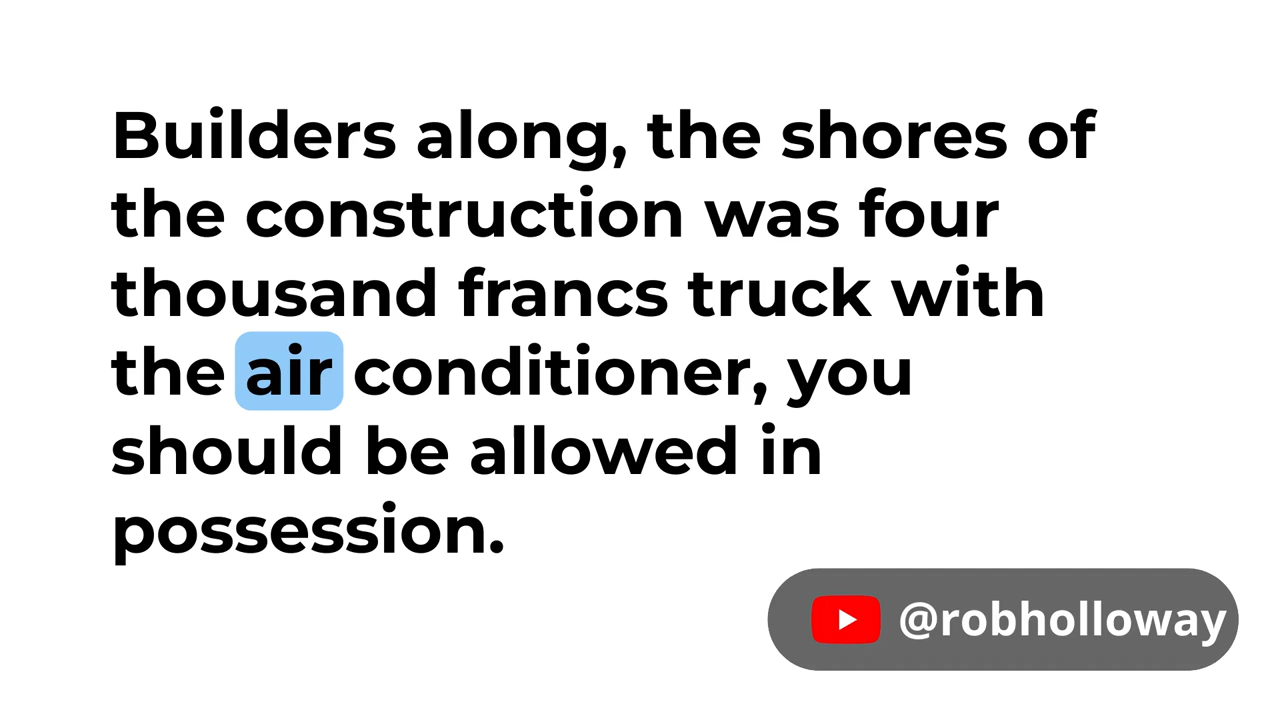 Builders along, the shores of
the construction was four
thousand francs truck with
the air conditioner, you
should be allowed in
possession.
@robholloway